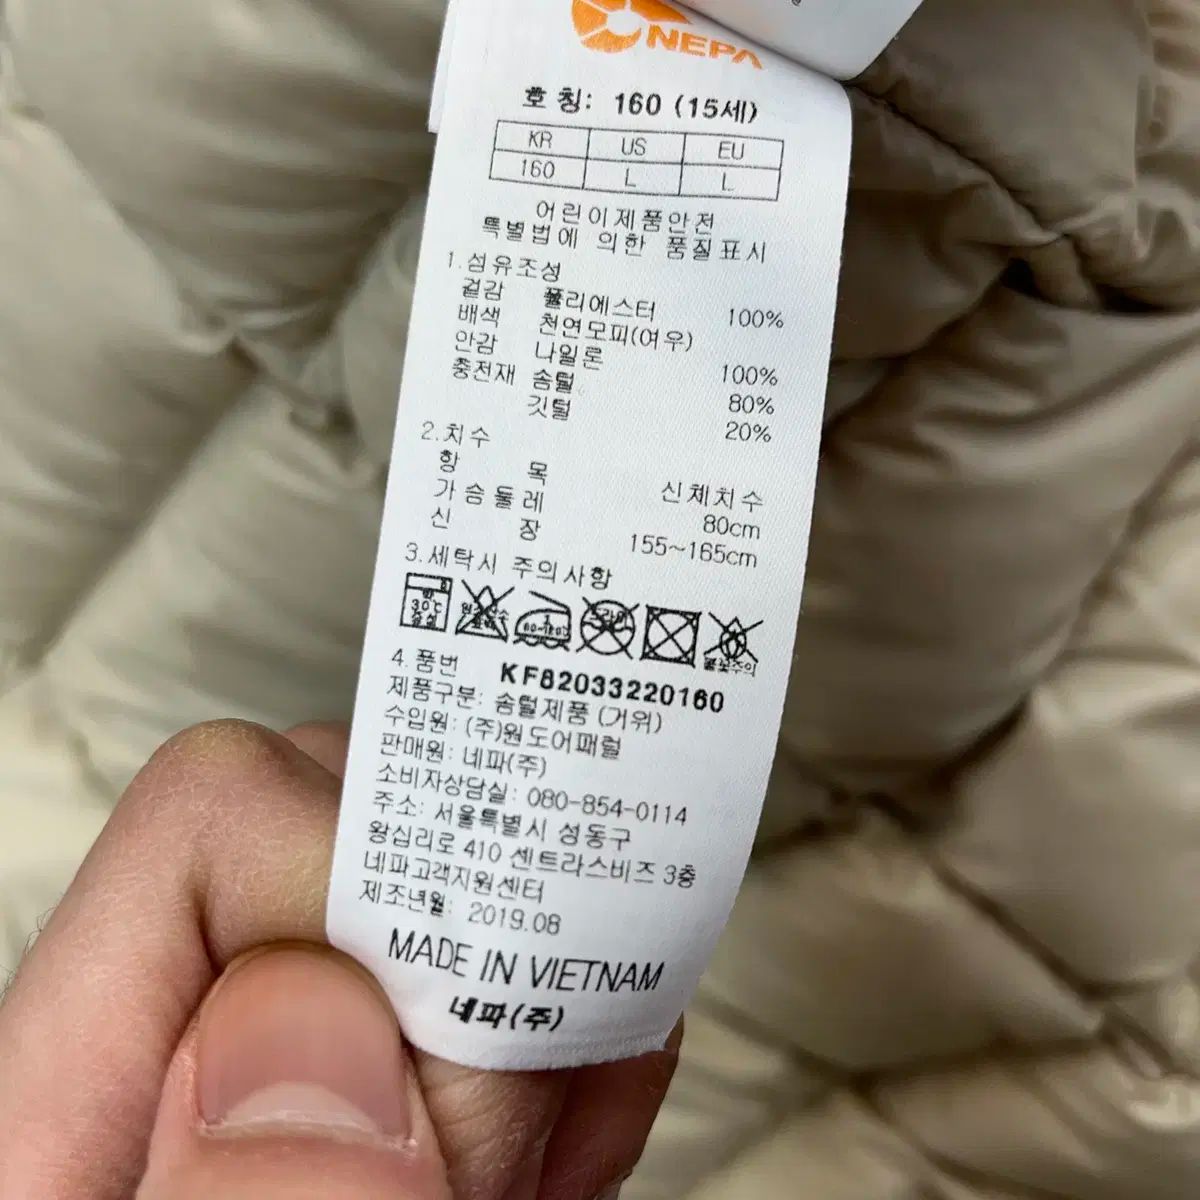 NEPA
호 칭: 160 (15세)
KR US EU
160 L L
어린이제품안전
특별법에 의한 품질표시
1.섬유조성
겉감 폴리에스터 100%
배색 천연모피(여우)
안감 나일론 100%
충전재 솜털 80%
깃털 20%
2.치수
항 목 신체치수
가슴둘레 80cm
신 장 155~165cm
3.세탁시 주의사항
30℃
중성
불꽃주의
4.품번 KF82033220160
제품구분: 솜털제품 (거위)
수입원: (주)원도어패럴
판매원: 네파(주)
소비자상담실: 080-854-0114
주소: 서울특별시 성동구
왕십리로 410 센트라스비즈 3층
네파고객지원센터
제조년월: 2019.08
MADE IN VIETNAM
네파(주)